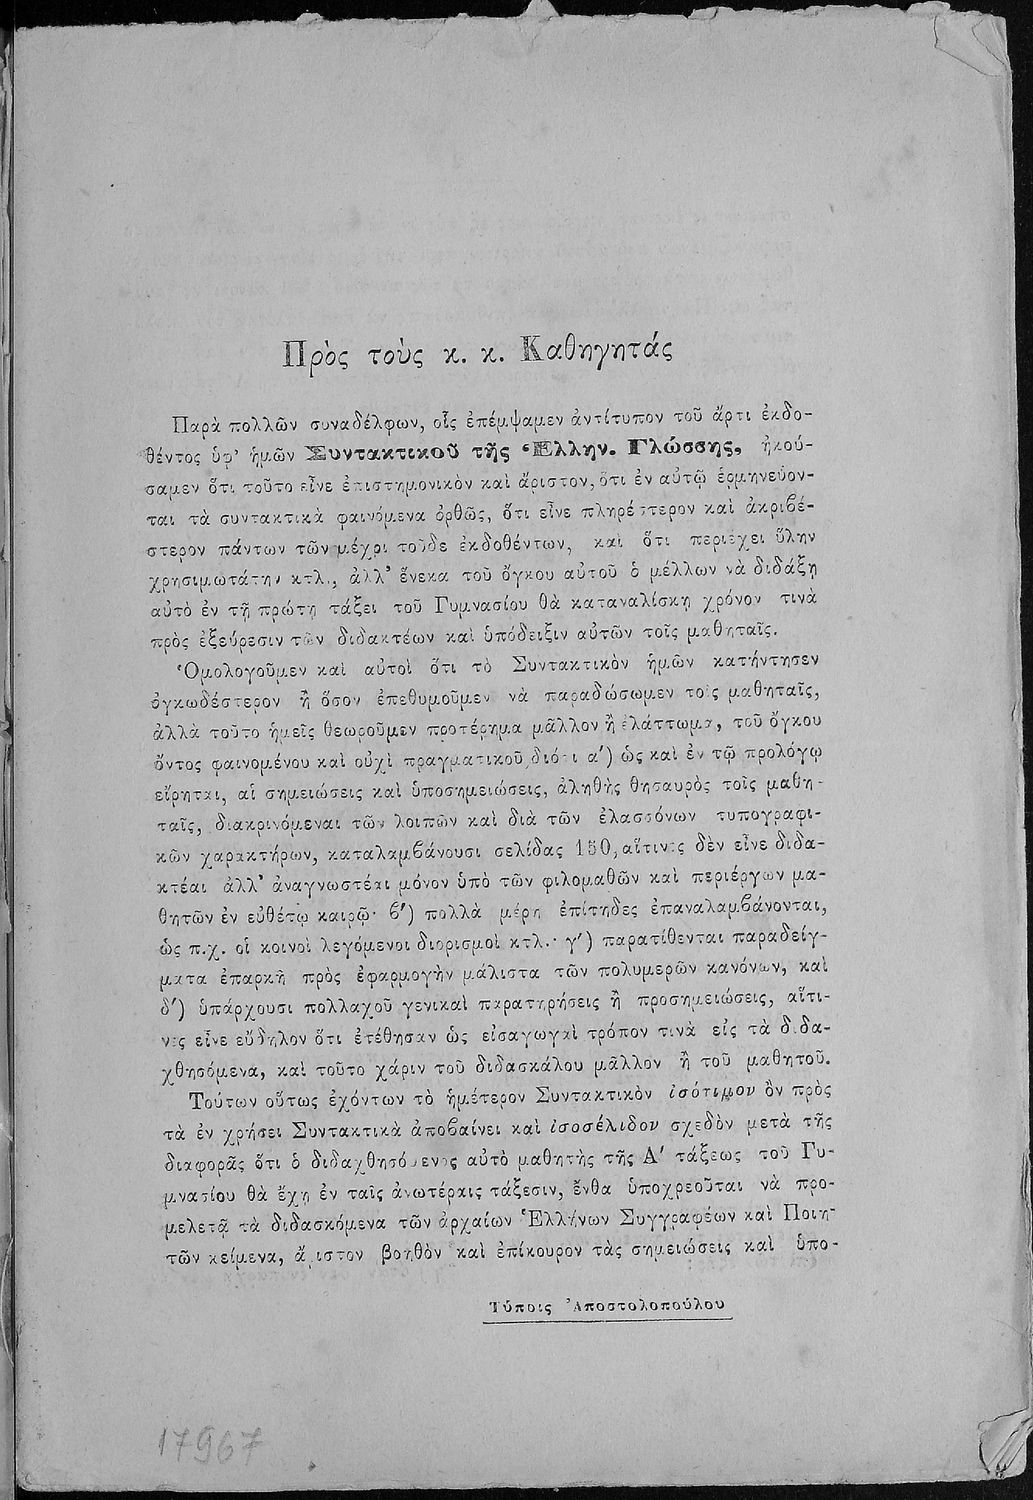 Πρὸς τοὺς κ. κ. Καθηγητάς
Παρὰ πολλῶν συναδέλφων, οἷς ἐπέμψαμεν ἀντίτυπον τοῦ ἄρτι ἐκδο-
θέντος ὑφ' ἡμῶν Συντακτικοῦ τῆς Ἑλλην. Γλώσσης, ἠκού-
σαμεν ὅτι τοῦτο εἶνε ἐπιστημονικὸν καὶ ἄριστον, ὅτι ἐν αὐτῷ ἑρμηνεύον-
ται τὰ συντακτικὰ φαινόμενα ὀρθῶς, ὅτι εἶνε πληρέστερον καὶ ἀκριβέ-
στερον πάντων τῶν μέχρι τοῦδε ἐκδοθέντων, καὶ ὅτι περιέχει ὕλην
χρησιμωτάτην κτλ., ἀλλ' ἕνεκα τοῦ ὄγκου αὐτοῦ ὁ μέλλων νὰ διδάξῃ
αὐτὸ ἐν τῇ πρώτῃ τάξει τοῦ Γυμνασίου θὰ καταναλίσκῃ χρόνον τινὰ
πρὸς ἐξεύρεσιν τῶν διδακτέων καὶ ὑπόδειξιν αὐτῶν τοῖς μαθηταῖς.
Ὁμολογοῦμεν καὶ αὐτοὶ ὅτι τὸ Συντακτικὸν ἡμῶν κατήντησεν
ὀγκωδέστερον ἢ ὅσον ἐπεθυμοῦμεν νὰ παραδώσωμεν τοῖς μαθηταῖς,
ἀλλὰ τοῦτο ἡμεῖς θεωροῦμεν προτέρημα μᾶλλον ἢ ἐλάττωμα, τοῦ ὄγκου
ὄντος φαινομένου καὶ οὐχὶ πραγματικοῦ, διότι α') ὡς καὶ ἐν τῷ προλόγῳ
εἴρηται, αἱ σημειώσεις καὶ ὑποσημειώσεις, ἀληθὴς θησαυρὸς τοῖς μαθη-
ταῖς, διακρινόμεναι τῶν λοιπῶν καὶ διὰ τῶν ἐλασσόνων τυπογραφι-
κῶν χαρακτήρων, καταλαμβάνουσι σελίδας 150, αἵτινες δὲν εἶνε διδα-
κτέαι ἀλλ' ἀναγνωστέαι μόνον ὑπὸ τῶν φιλομαθῶν καὶ περιέργων μα-
θητῶν ἐν εὐθέτῳ καιρῷ· β') πολλὰ μέρη ἐπίτηδες ἐπαναλαμβάνονται,
ὡς π.χ. οἱ κοινοὶ λεγόμενοι διορισμοὶ κτλ.· γ') παρατίθενται παραδείγ-
ματα ἐπαρκῆ πρὸς ἐφαρμογὴν μάλιστα τῶν πολυμερῶν κανόνων, καὶ
δ') ὑπάρχουσι πολλαχοῦ γενικαὶ παρατηρήσεις ἢ προσημειώσεις, αἵτι-
νες εἶνε εὔδηλον ὅτι ἐτέθησαν ὡς εἰσαγωγαὶ τρόπον τινὰ εἰς τὰ διδα-
χθησόμενα, καὶ τοῦτο χάριν τοῦ διδασκάλου μᾶλλον ἢ τοῦ μαθητοῦ.
Τούτων οὕτως ἐχόντων τὸ ἡμέτερον Συντακτικὸν ἰσότιμον ὂν πρὸς
τὰ ἐν χρήσει Συντακτικὰ ἀποβαίνει καὶ ἰσοσέλιδον σχεδὸν μετὰ τῆς
διαφορᾶς ὅτι ὁ διδαχθησόμενος αὐτὸ μαθητὴς τῆς Α' τάξεως τοῦ Γυ-
μνασίου θὰ ἔχῃ ἐν ταῖς ἀνωτέραις τάξεσιν, ἔνθα ὑποχρεοῦται νὰ προ-
μελετᾷ τὰ διδασκόμενα τῶν ἀρχαίων Ἑλλήνων Συγγραφέων καὶ Ποιη-
τῶν κείμενα, ἄριστον βοηθὸν καὶ ἐπίκουρον τὰς σημειώσεις καὶ ὑπο-
Τύποις Ἀποστολοπούλου
17967